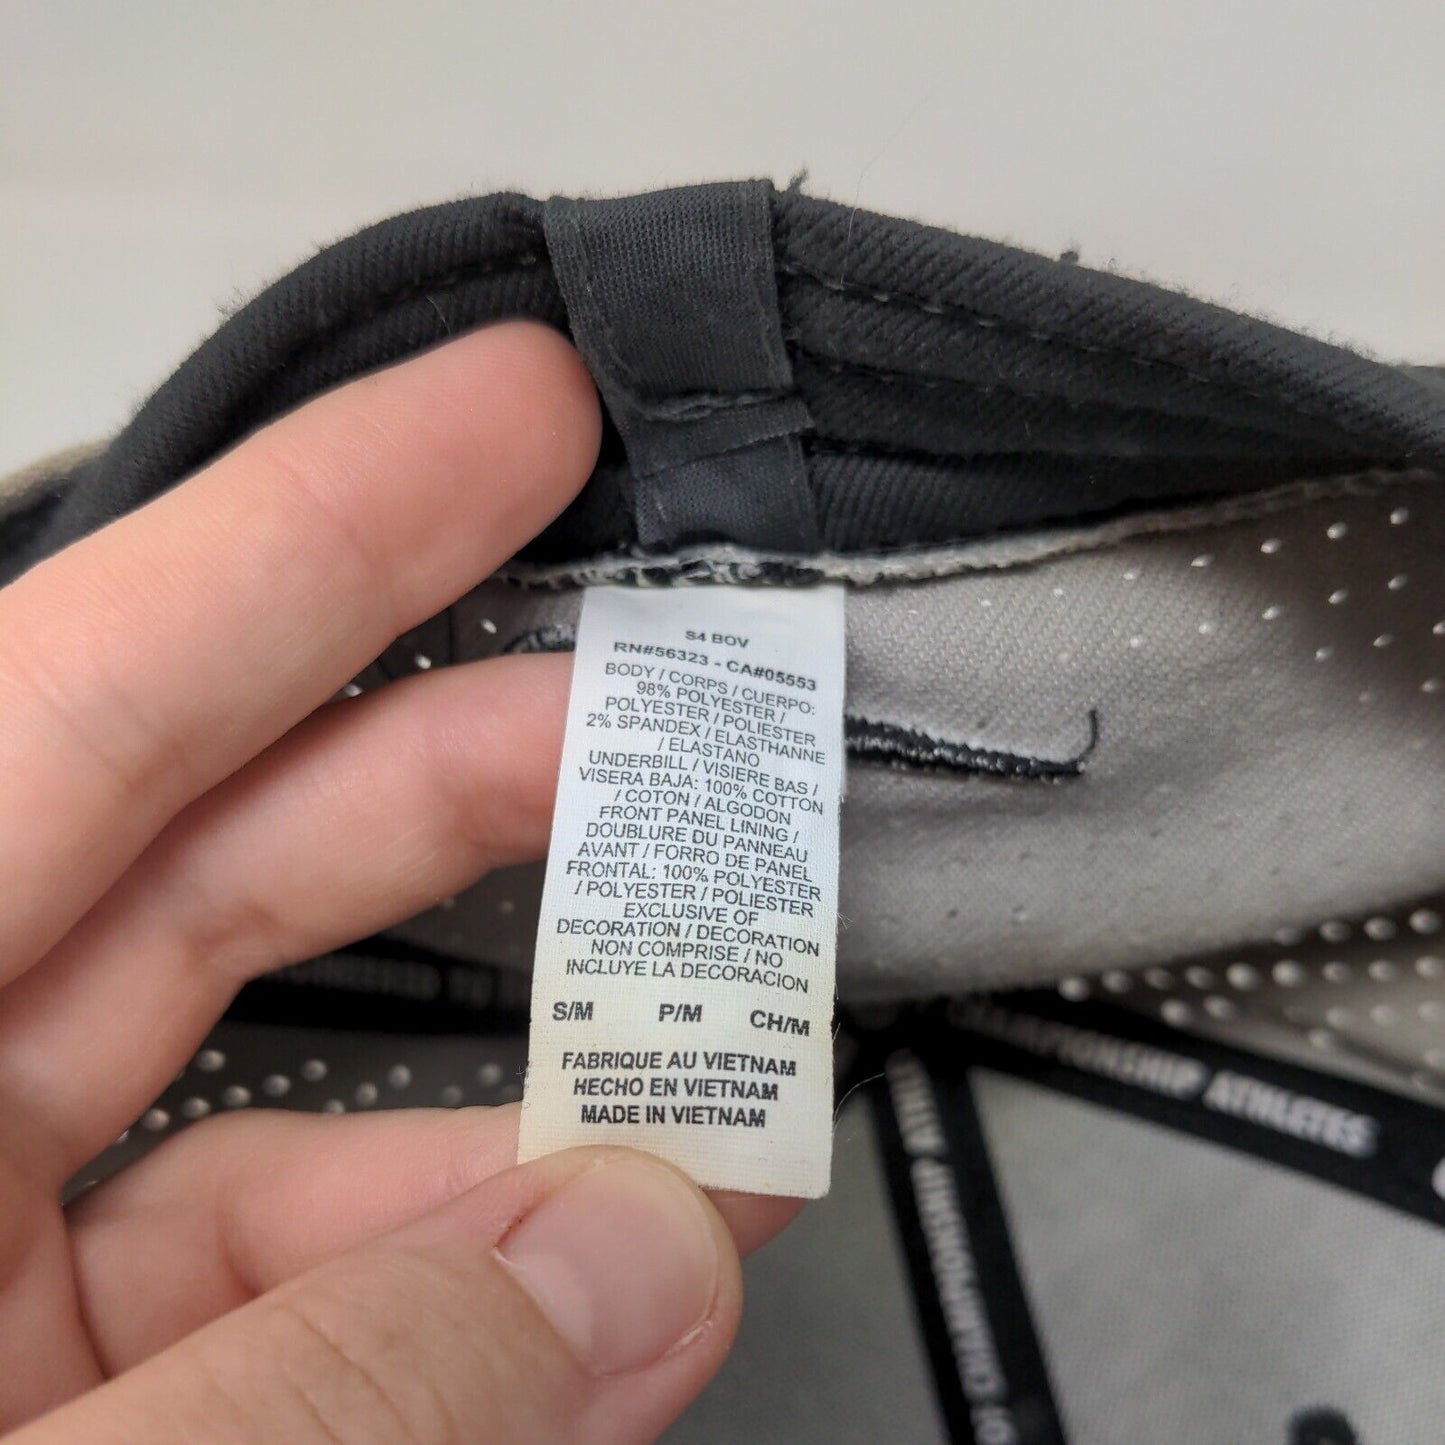 S4 BOV
RN#56323 - CA#05553
BODY / CORPS / CUERPO:
98% POLYESTER /
POLYESTER / POLIESTER
2% SPANDEX / ELASTHANNE
/ ELASTANO
UNDERBILL / VISIERE BAS /
VISERA BAJA: 100% COTTON
/ COTON / ALGODON
FRONT PANEL LINING /
DOUBLURE DU PANNEAU
AVANT / FORRO DE PANEL
FRONTAL: 100% POLYESTER
/ POLYESTER / POLIESTER
EXCLUSIVE OF
DECORATION / DECORATION
NON COMPRISE / NO
INCLUYE LA DECORACION
S/M P/M CH/M
FABRIQUE AU VIETNAM
HECHO EN VIETNAM
MADE IN VIETNAM
TO
CHAMPIONSHIP ATHLETES
OF CHAMPIONSHIP